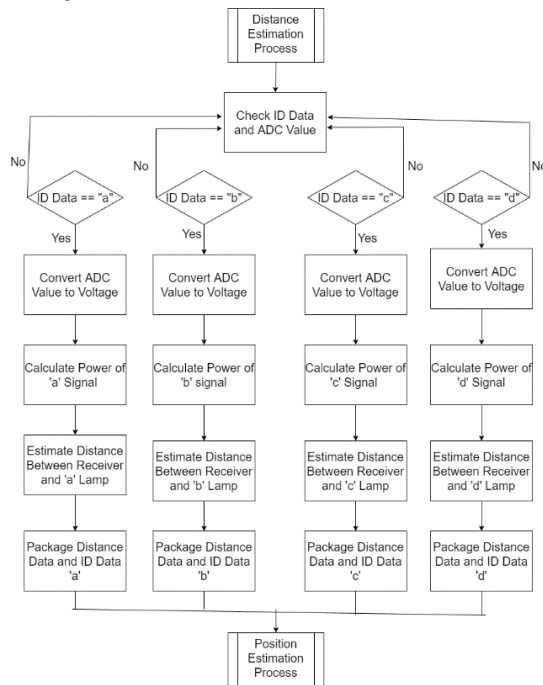 Distance
Estimation
Process
Check ID Data
and ADC Value
No
No
No
No
ID Data == "a"
ID Data == "b"
ID Data == "c"
ID Data == "d"
Yes
Yes
Yes
Yes
Convert ADC
Value to Voltage
Convert ADC
Value to Voltage
Convert ADC
Value to Voltage
Convert ADC
Value to Voltage
Calculate Power of
'a' Signal
Calculate Power of
'b' signal
Calculate Power of
'c' Signal
Calculate Power of
'd' Signal
Estimate Distance
Between Receiver
and 'a' Lamp
Estimate Distance
Between Receiver
and 'b' Lamp
Estimate Distance
Between Receiver
and 'c' Lamp
Estimate Distance
Between Receiver
and 'd' Lamp
Package Distance
Data and ID Data
'a'
Package Distance
Data and ID Data
'b'
Package Distance
Data and ID Data
'c'
Package Distance
Data and ID Data
'd'
Position
Estimation
Process